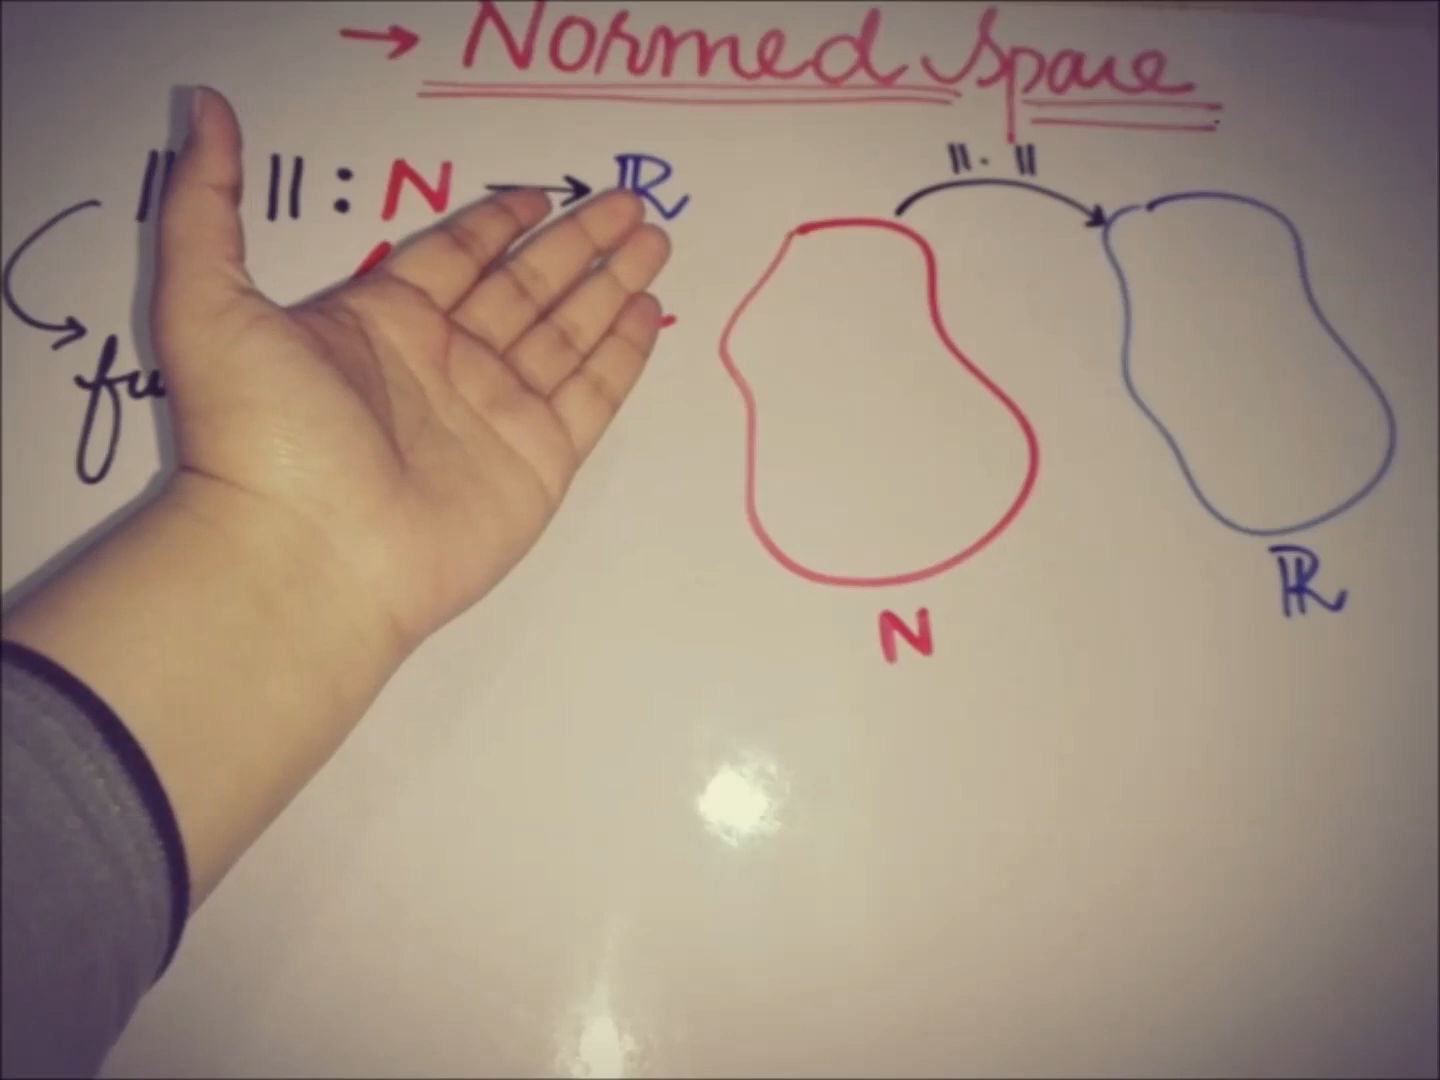 → Normed Space
|| || : N → ℝ
||·||
N
ℝ